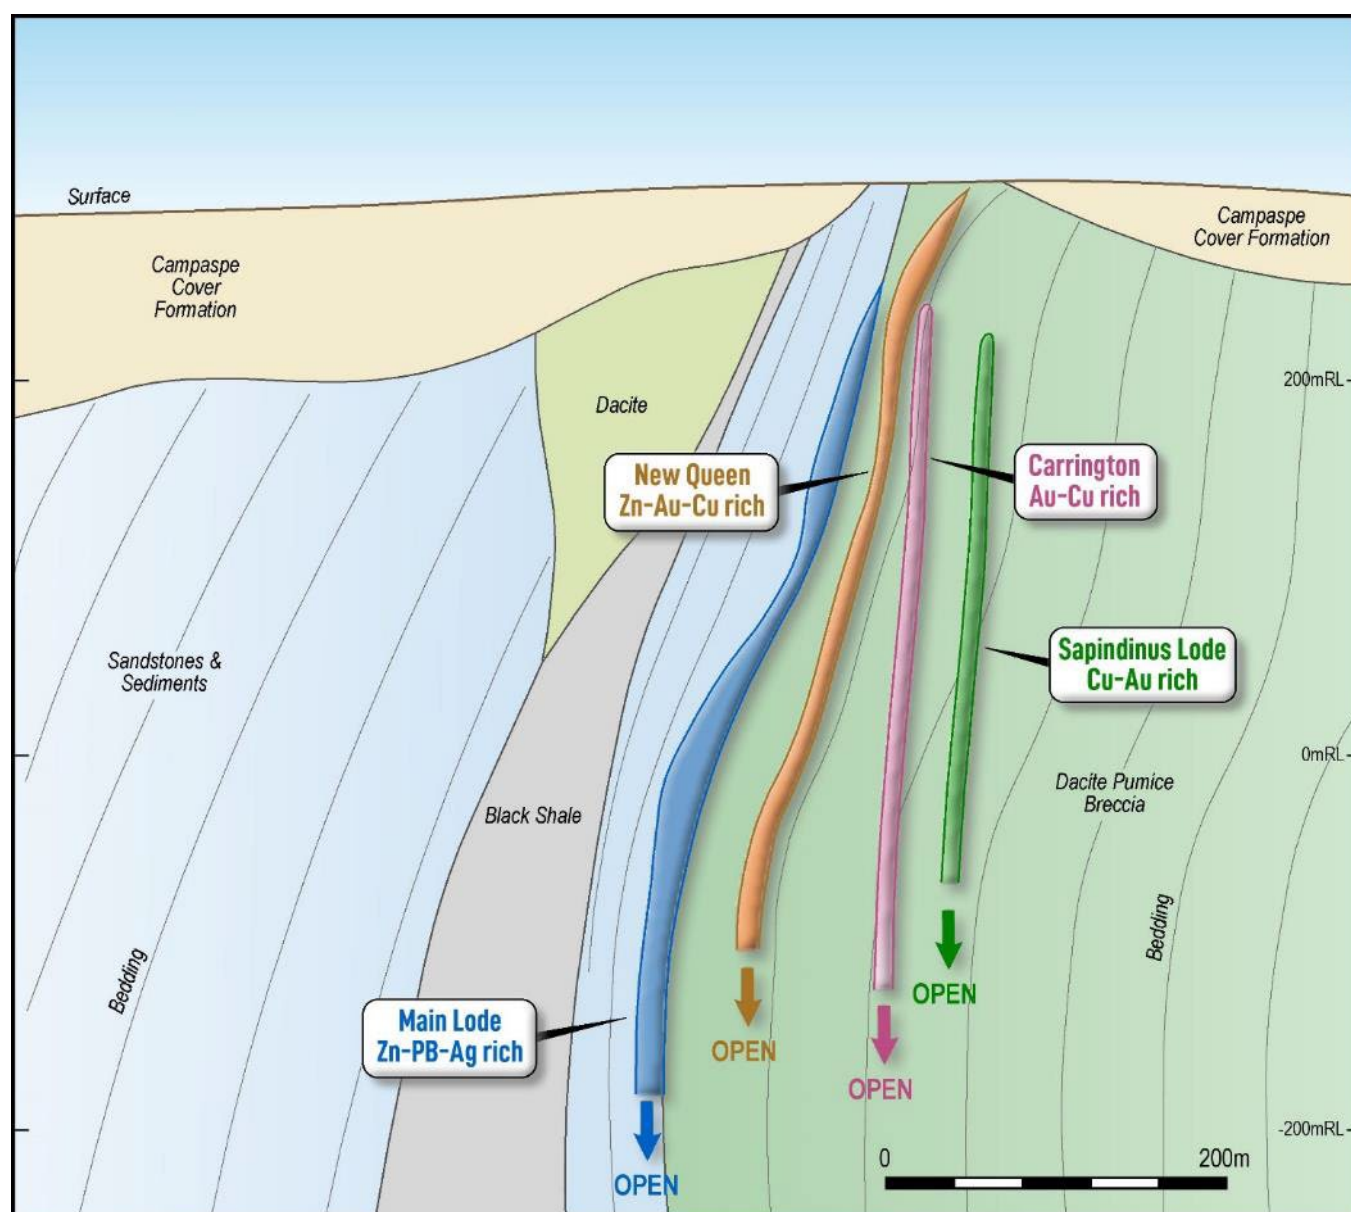 Surface
Campaspe
Cover Formation
Campaspe
Cover
Formation
200mRL
Dacite
New Queen
Zn-Au-Cu rich
Carrington
Au-Cu rich
Sandstones &
Sediments
Sapindinus Lode
Cu-Au rich
0mRL
Dacite Pumice
Breccia
Black Shale
Bedding
Bedding
OPEN
Main Lode
Zn-PB-Ag rich
OPEN
OPEN
-200mRL
0
200m
OPEN